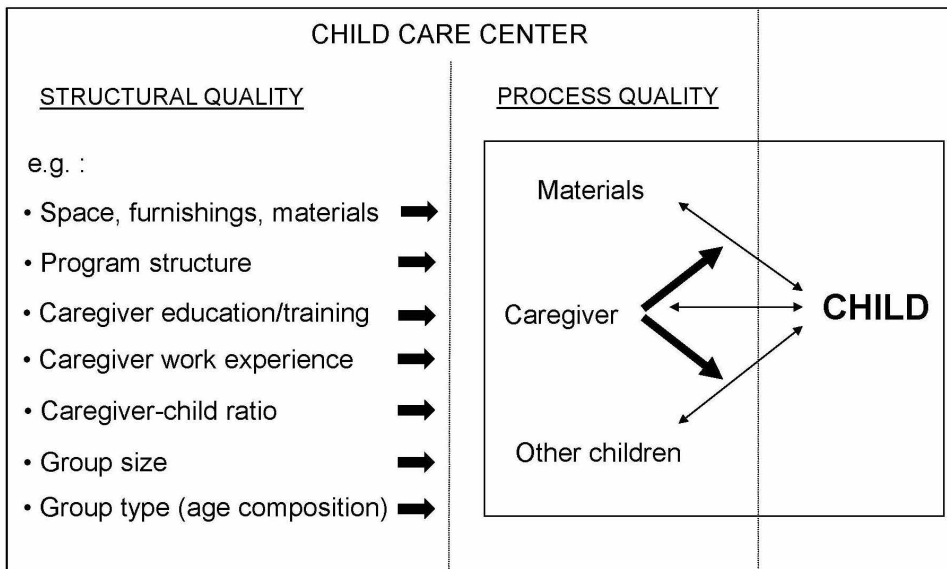 CHILD CARE CENTER
STRUCTURAL QUALITY
e.g. :
• Space, furnishings, materials
• Program structure
• Caregiver education/training
• Caregiver work experience
• Caregiver-child ratio
• Group size
• Group type (age composition)
PROCESS QUALITY
Materials
Caregiver
CHILD
Other children